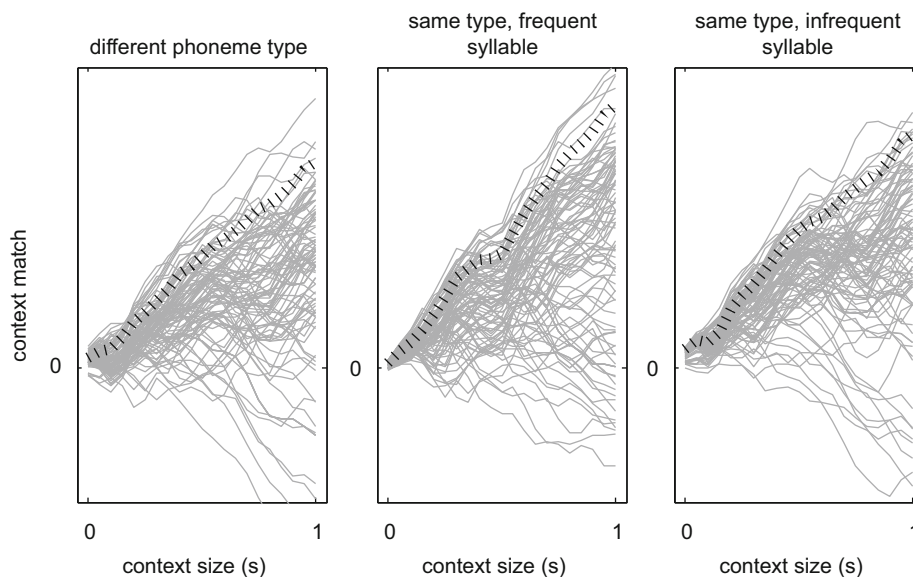 different phoneme type
same type, frequent
syllable
same type, infrequent
syllable
context match
0
0
0
0
1
0
1
0
1
context size (s)
context size (s)
context size (s)